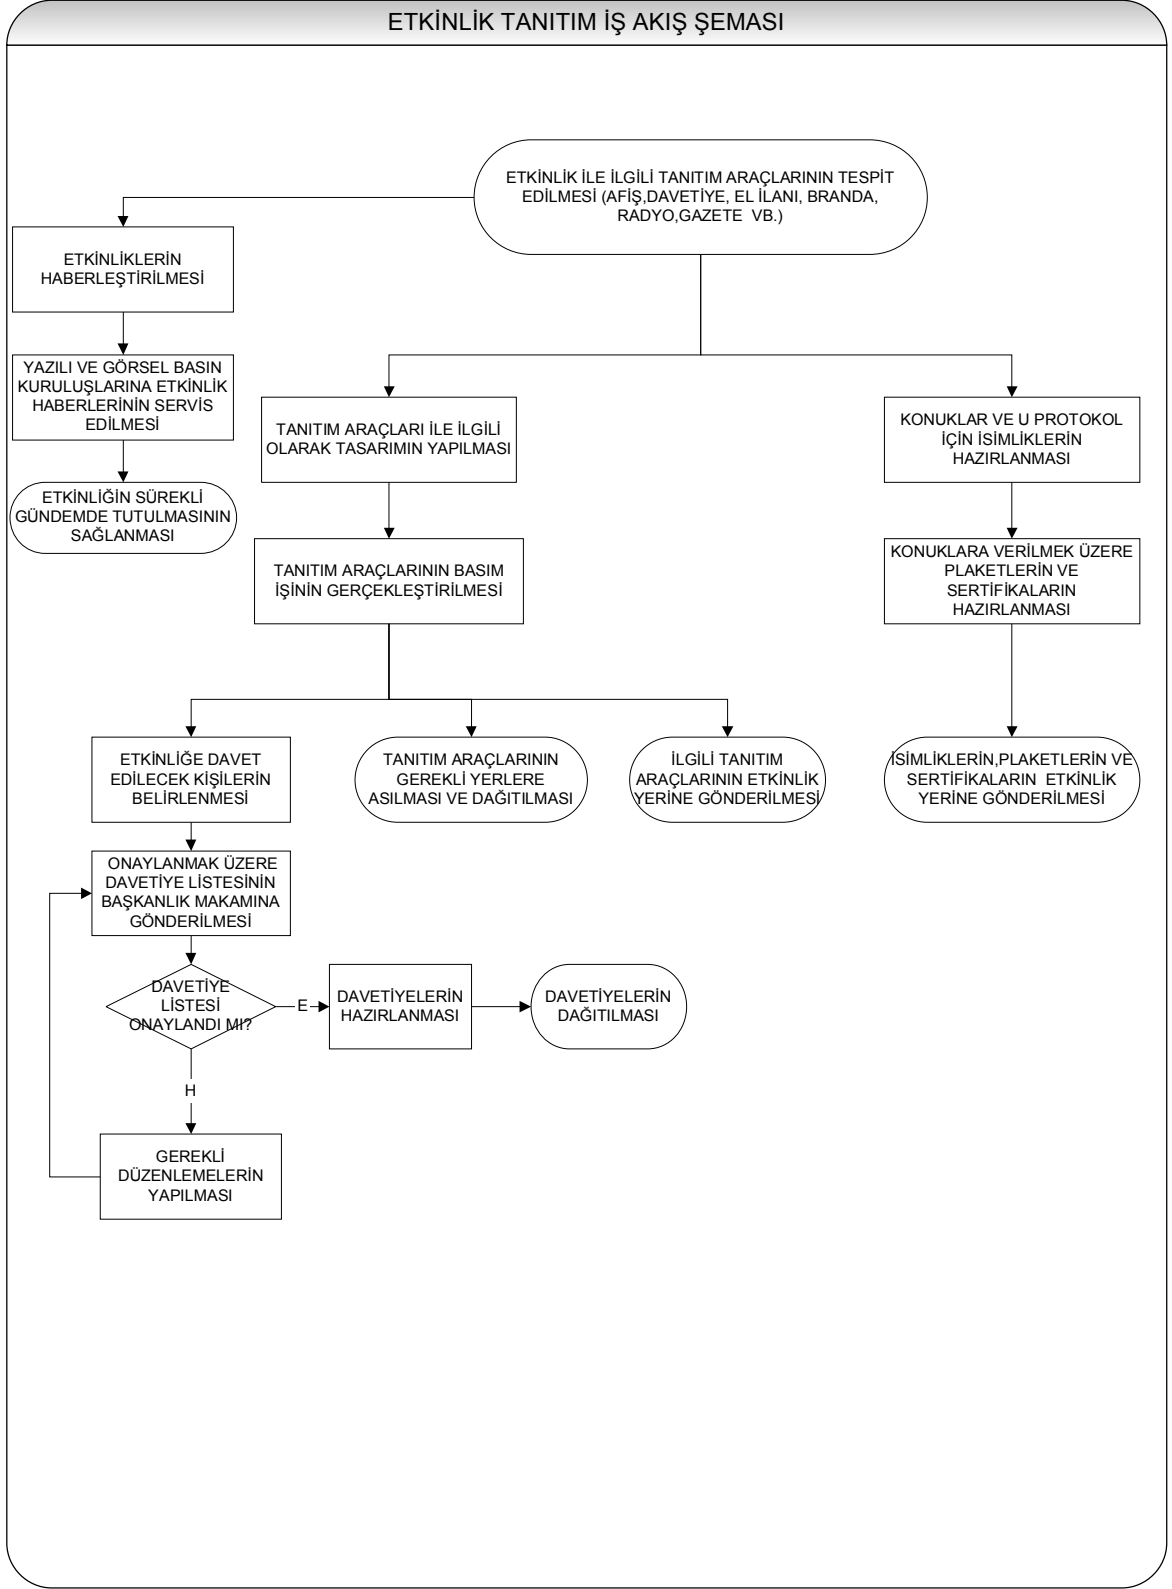 ETKİNLİK TANITIM İŞ AKIŞ ŞEMASI
ETKİNLİK İLE İLGİLİ TANITIM ARAÇLARININ TESPİT
EDİLMESİ (AFİŞ,DAVETİYE, EL İLANI, BRANDA,
RADYO,GAZETE VB.)
ETKİNLİKLERİN
HABERLEŞTİRİLMESİ
YAZILI VE GÖRSEL BASIN
KURULUŞLARINA ETKİNLİK
HABERLERİNİN SERVİS
EDİLMESİ
ETKİNLİĞİN SÜREKLİ
GÜNDEMDE TUTULMASININ
SAĞLANMASI
TANITIM ARAÇLARI İLE İLGİLİ
OLARAK TASARIMIN YAPILMASI
KONUKLAR VE U PROTOKOL
İÇİN İSİMLİKLERİN
HAZIRLANMASI
TANITIM ARAÇLARININ BASIM
İŞİNİN GERÇEKLEŞTİRİLMESİ
KONUKLARA VERİLMEK ÜZERE
PLAKETLERİN VE
SERTİFİKALARIN
HAZIRLANMASI
ETKİNLİĞE DAVET
EDİLECEK KİŞİLERİN
BELİRLENMESİ
TANITIM ARAÇLARININ
GEREKLİ YERLERE
ASILMASI VE DAĞITILMASI
İLGİLİ TANITIM
ARAÇLARININ ETKİNLİK
YERİNE GÖNDERİLMESİ
İSİMLİKLERİN,PLAKETLERİN VE
SERTİFİKALARIN ETKİNLİK
YERİNE GÖNDERİLMESİ
ONAYLANMAK ÜZERE
DAVETİYE LİSTESİNİN
BAŞKANLIK MAKAMINA
GÖNDERİLMESİ
DAVETİYE
LİSTESİ
ONAYLANDI MI?
E
DAVETİYELERİN
HAZIRLANMASI
DAVETİYELERİN
DAĞITILMASI
H
GEREKLİ
DÜZENLEMELERİN
YAPILMASI